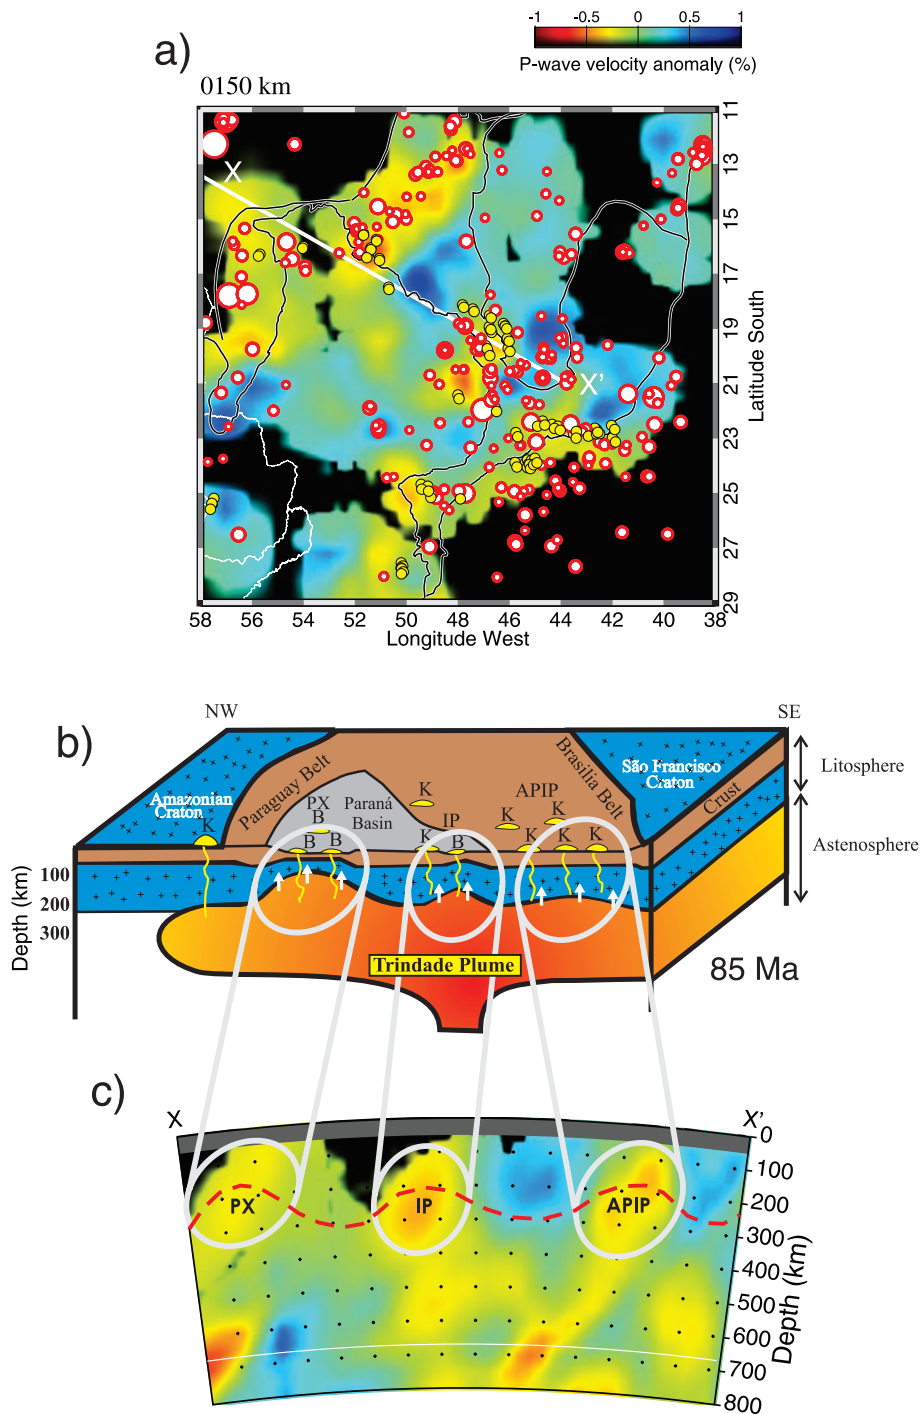 -1 -0.5 0 0.5 1
P-wave velocity anomaly (%)
a)
0150 km
X
X'
11
13
15
17
19
21
23
25
27
29
Latitude South
58 56 52 50 48 46 44 42 40 38
Longitude West
b)
NW
SE
Amazonian
Craton
K
Paraguay Belt
PX
B
B B
Paraná
Basin
K
IP
K B
APIP
K K
K K K
Brasilia Belt
São Francisco
Craton
Crust
Litosphere
Astenosphere
Depth (km)
100
200
300
Trindade Plume
85 Ma
c)
X
X'
PX
IP
APIP
0
100
200
300
400
500
600
700
800
Depth (km)